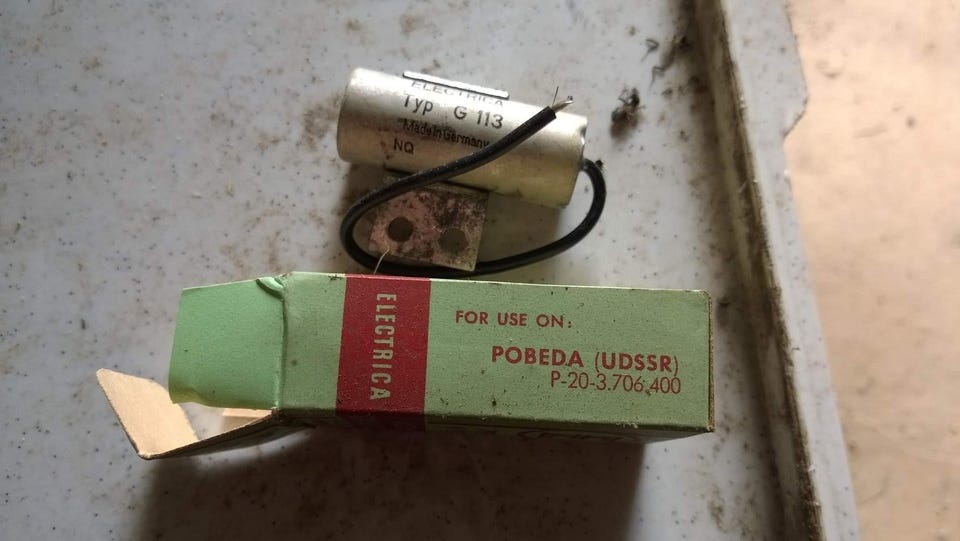 ELECTRICA
Typ G 113
Made in Germany
NQ
ELECTRICA
FOR USE ON:
POBEDA (UDSSR)
P-20-3.706.400